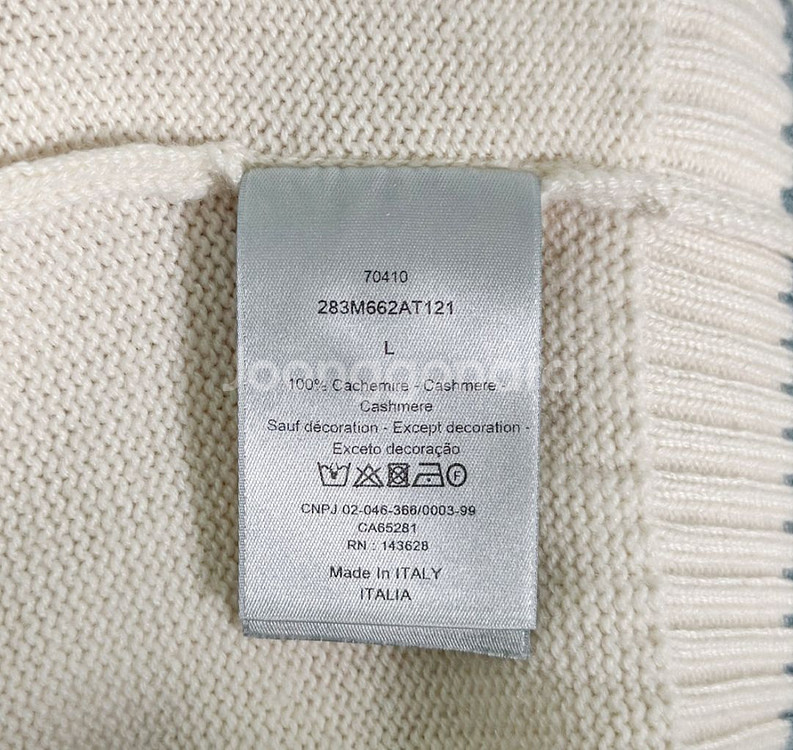 70410
283M662AT121
L
100% Cachemire - Cashmere
Cashmere
Sauf décoration - Except decoration -
Exceto decoração
F
CNPJ 02-046-366/0003-99
CA65281
RN : 143628
Made In ITALY
ITALIA